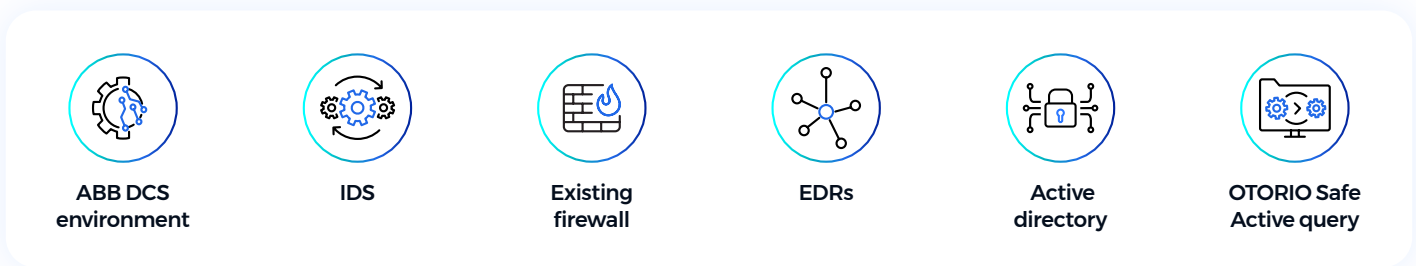 ABB DCS
environment
IDS
Existing
firewall
EDRs
Active
directory
OTORIO Safe
Active query